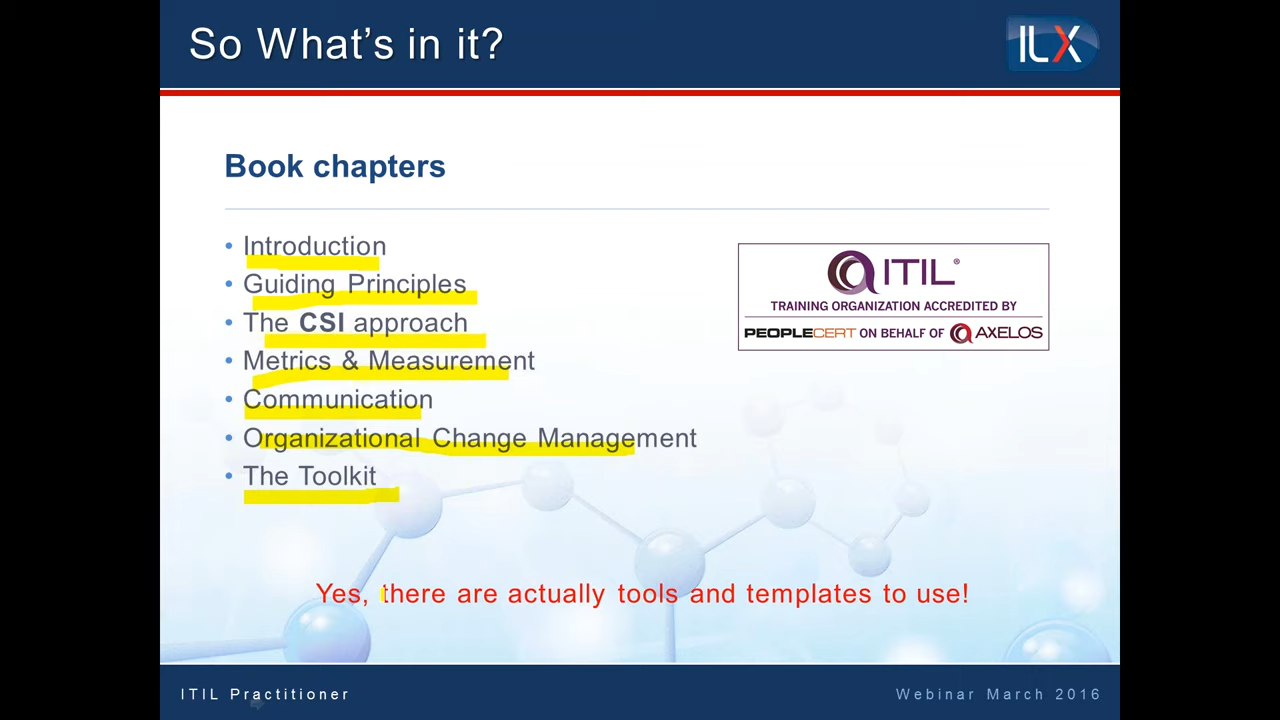 So What's in it?
ILX
Book chapters
• Introduction
• Guiding Principles
• The CSI approach
• Metrics & Measurement
• Communication
• Organizational Change Management
• The Toolkit
ITIL®
TRAINING ORGANIZATION ACCREDITED BY
PEOPLECERT ON BEHALF OF AXELOS
Yes, there are actually tools and templates to use!
ITIL Practitioner
Webinar March 2016